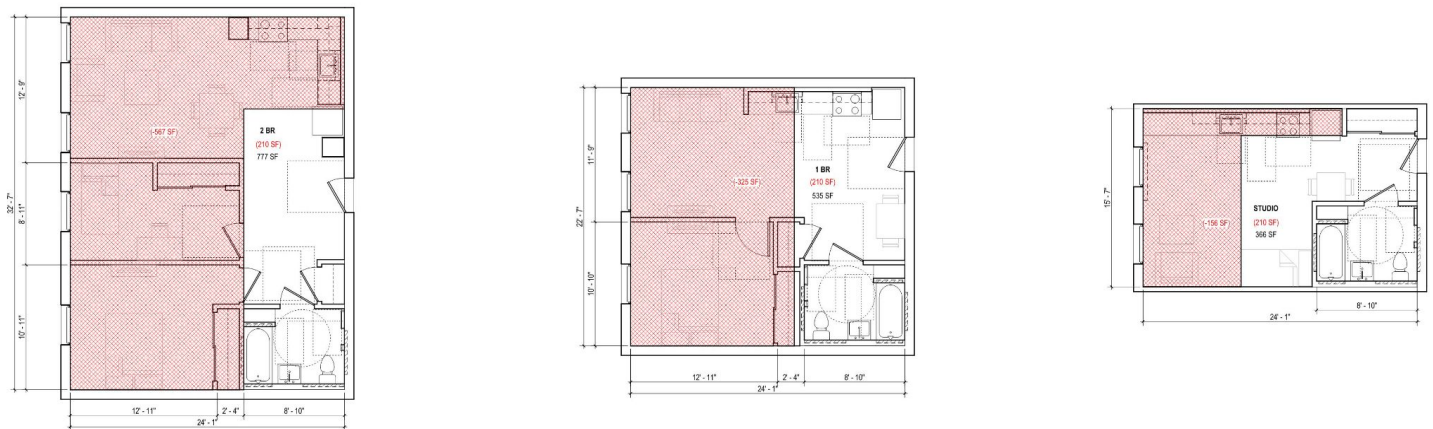 12' - 9"
8' - 11"
10' - 11"
32' - 7"
(-567 SF)
2 BR
(210 SF)
777 SF
12' - 11"
2' - 4"
8' - 10"
24' - 1"
11' - 9"
10' - 10"
22' - 7"
(-325 SF)
1 BR
(210 SF)
535 SF
12' - 11"
2' - 4"
8' - 10"
24' - 1"
15' - 7"
(-156 SF)
STUDIO
(210 SF)
366 SF
8' - 10"
24' - 1"